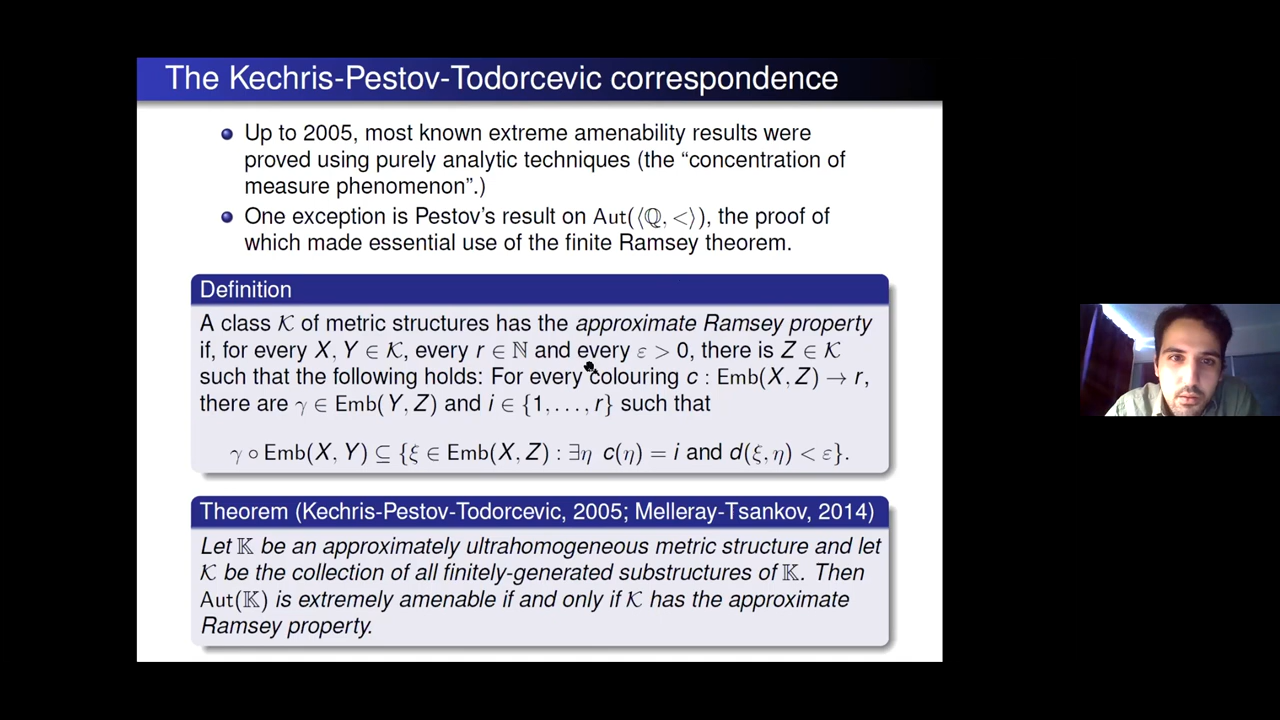 The Kechris-Pestov-Todorcevic correspondence
Up to 2005, most known extreme amenability results were
proved using purely analytic techniques (the “concentration of
measure phenomenon”.)
One exception is Pestov's result on Aut(⟨ℚ, <⟩), the proof of
which made essential use of the finite Ramsey theorem.
Definition
A class 𝒦 of metric structures has the approximate Ramsey property
if, for every X, Y ∈ 𝒦, every r ∈ ℕ and every ε > 0, there is Z ∈ 𝒦
such that the following holds: For every colouring c : Emb(X, Z) → r,
there are γ ∈ Emb(Y, Z) and i ∈ {1, . . . , r} such that
γ ∘ Emb(X, Y) ⊆ {ξ ∈ Emb(X, Z) : ∃η c(η) = i and d(ξ, η) < ε}.
Theorem (Kechris-Pestov-Todorcevic, 2005; Melleray-Tsankov, 2014)
Let 𝕂 be an approximately ultrahomogeneous metric structure and let
𝒦 be the collection of all finitely-generated substructures of 𝕂. Then
Aut(𝕂) is extremely amenable if and only if 𝒦 has the approximate
Ramsey property.